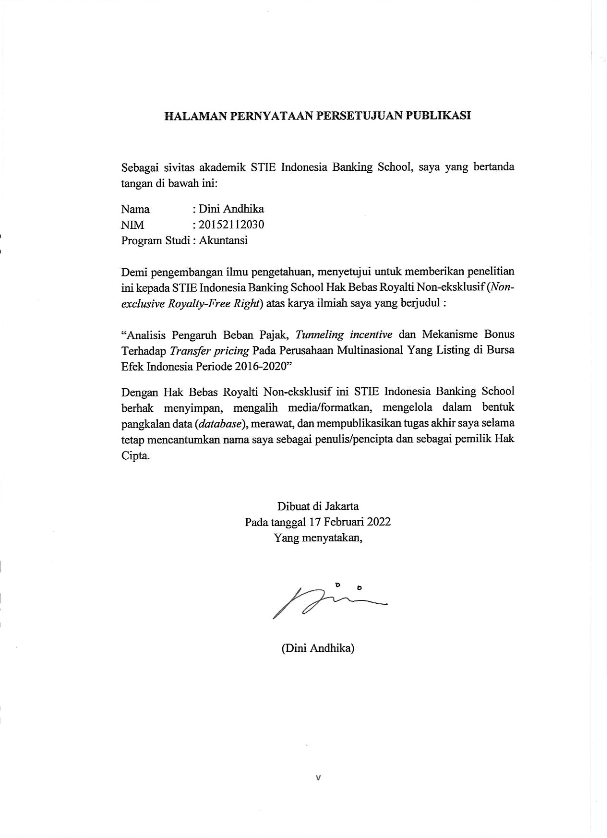 HALAMAN PERNYATAAN PERSETUJUAN PUBLIKASI
Sebagai sivitas akademik STIE Indonesia Banking School, saya yang bertanda
tangan di bawah ini:
Nama : Dini Andhika
NIM : 20152112030
Program Studi : Akuntansi
Demi pengembangan ilmu pengetahuan, menyetujui untuk memberikan penelitian
ini kepada STIE Indonesia Banking School Hak Bebas Royalti Non-eksklusif (Non-
exclusive Royalty-Free Right) atas karya ilmiah saya yang berjudul :
“Analisis Pengaruh Beban Pajak, Tunneling incentive dan Mekanisme Bonus
Terhadap Transfer pricing Pada Perusahaan Multinasional Yang Listing di Bursa
Efek Indonesia Periode 2016-2020”
Dengan Hak Bebas Royalti Non-eksklusif ini STIE Indonesia Banking School
berhak menyimpan, mengalih media/formatkan, mengelola dalam bentuk
pangkalan data (database), merawat, dan mempublikasikan tugas akhir saya selama
tetap mencantumkan nama saya sebagai penulis/pencipta dan sebagai pemilik Hak
Cipta.
Dibuat di Jakarta
Pada tanggal 17 Februari 2022
Yang menyatakan,
Dini
(Dini Andhika)
v